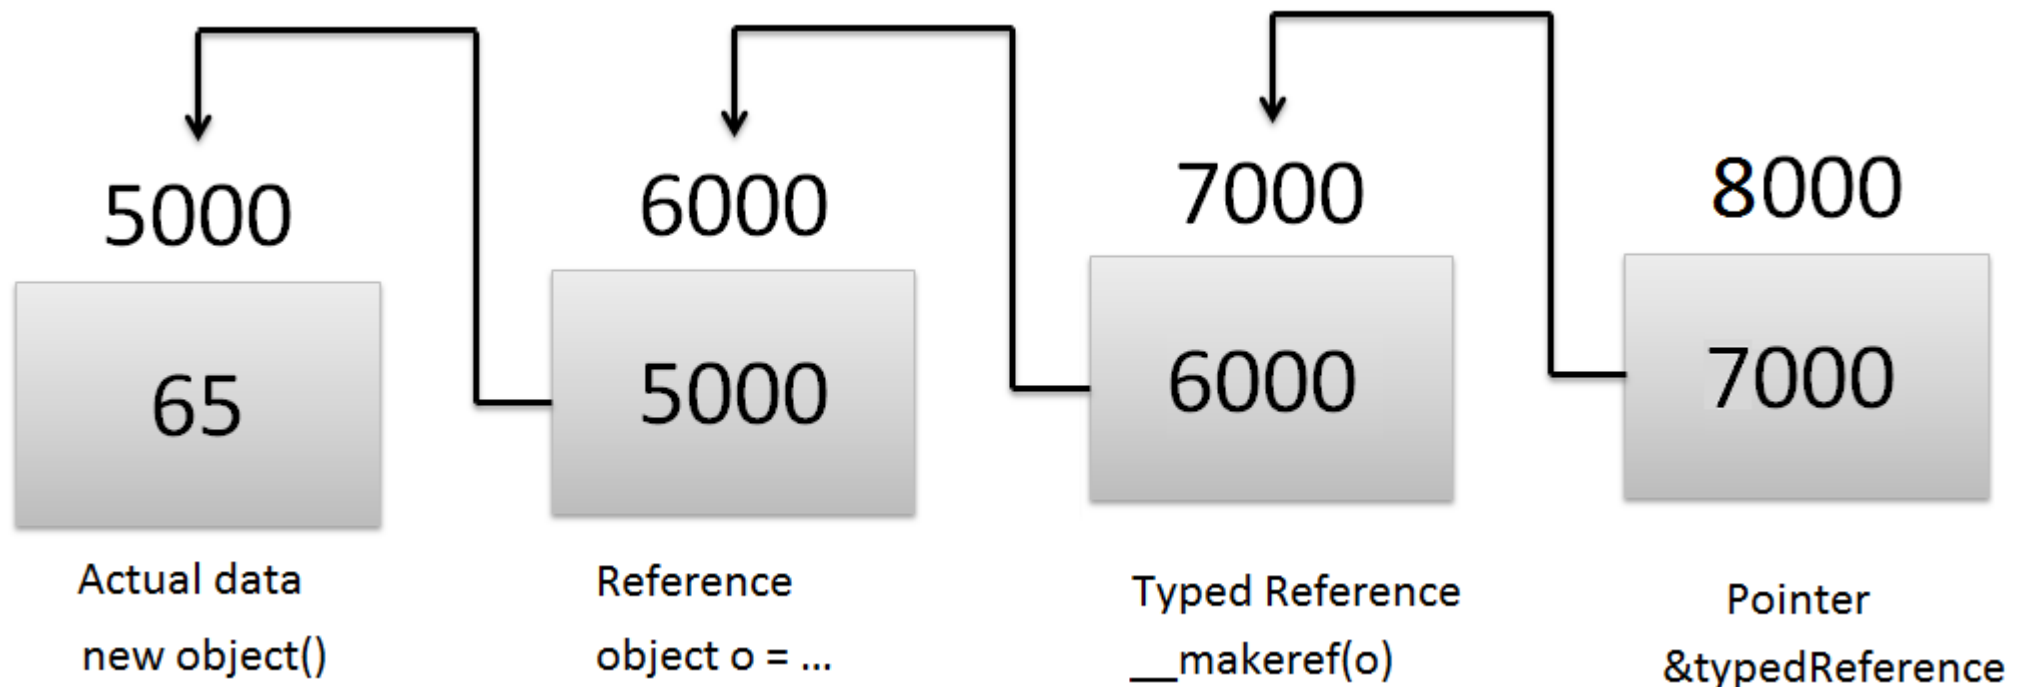 5000 6000 7000 8000
65 5000 6000 7000
Actual data Reference Typed Reference Pointer
new object() object o = ... __makeref(o) &typedReference